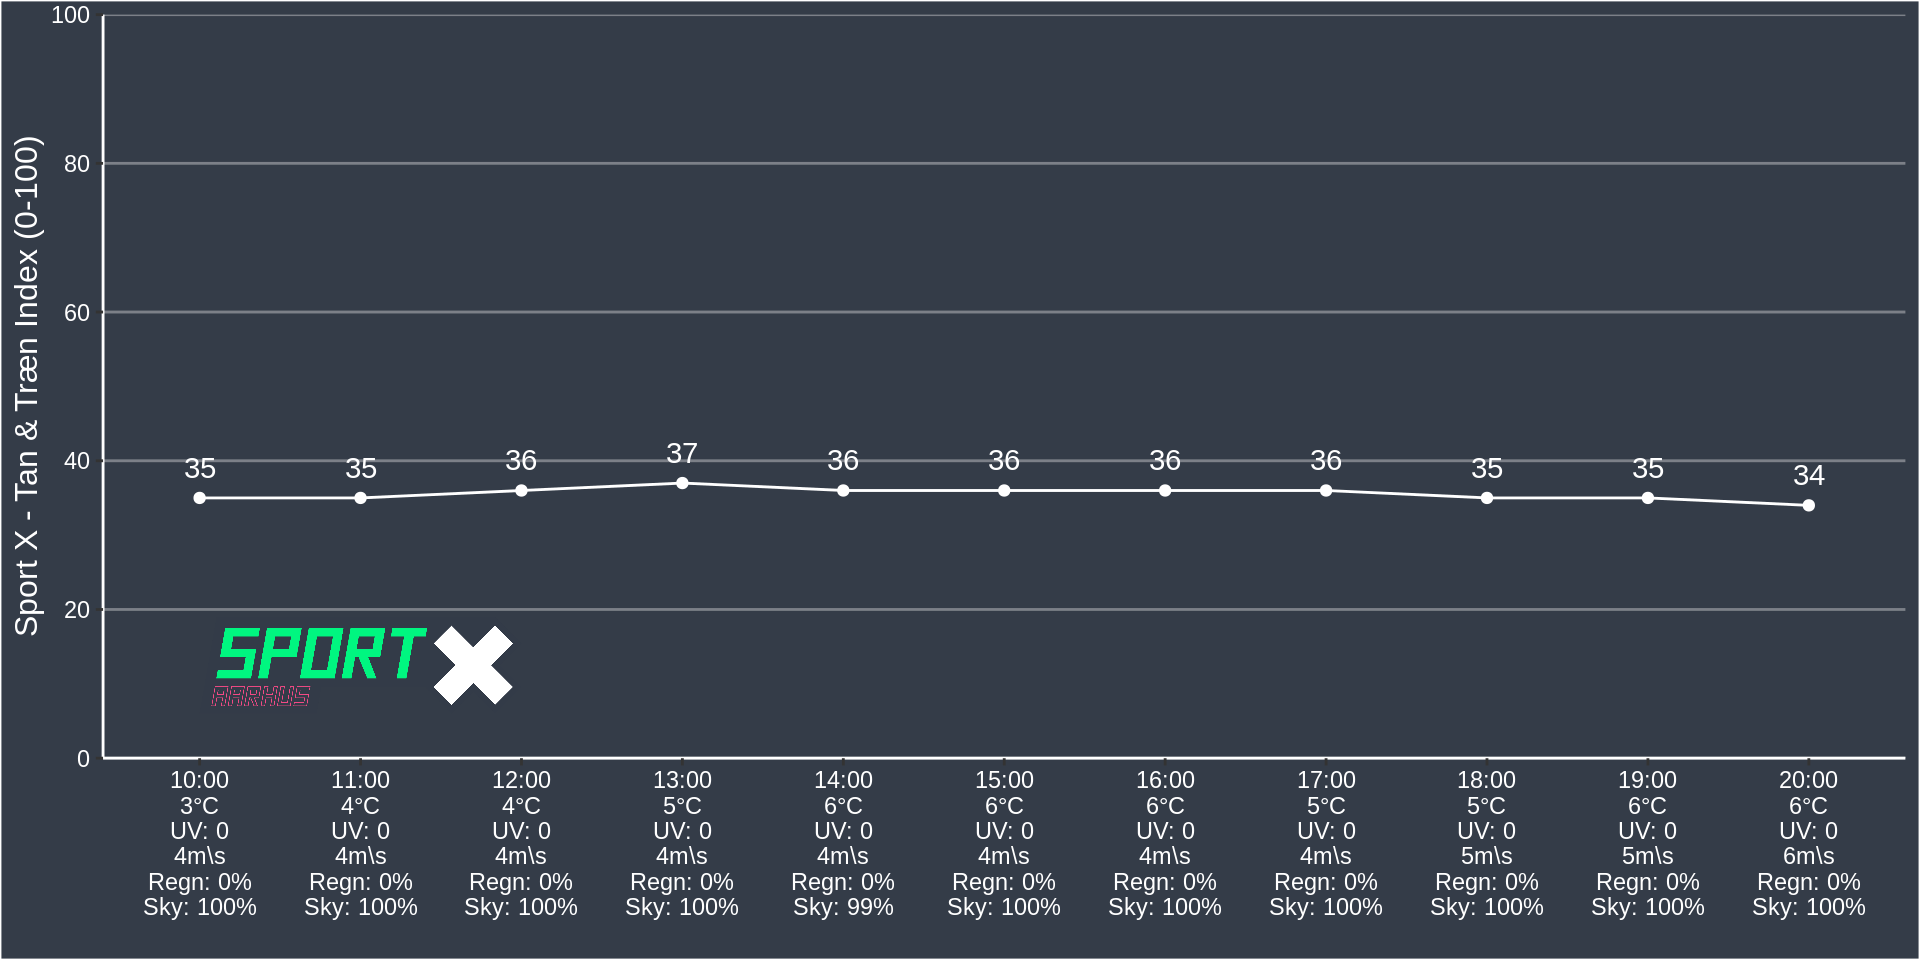 Sport X - Tan & Træn Index (0-100)
100
80
60
40
20
0
35 35 36 37 36 36 36 36 35 35 34
SPORT X
AARHUS
10:00 11:00 12:00 13:00 14:00 15:00 16:00 17:00 18:00 19:00 20:00
3°C 4°C 4°C 5°C 6°C 6°C 6°C 5°C 5°C 6°C 6°C
UV: 0 UV: 0 UV: 0 UV: 0 UV: 0 UV: 0 UV: 0 UV: 0 UV: 0 UV: 0 UV: 0
4m\s 4m\s 4m\s 4m\s 4m\s 4m\s 4m\s 4m\s 5m\s 5m\s 6m\s
Regn: 0% Regn: 0% Regn: 0% Regn: 0% Regn: 0% Regn: 0% Regn: 0% Regn: 0% Regn: 0% Regn: 0% Regn: 0%
Sky: 100% Sky: 100% Sky: 100% Sky: 100% Sky: 99% Sky: 100% Sky: 100% Sky: 100% Sky: 100% Sky: 100% Sky: 100%